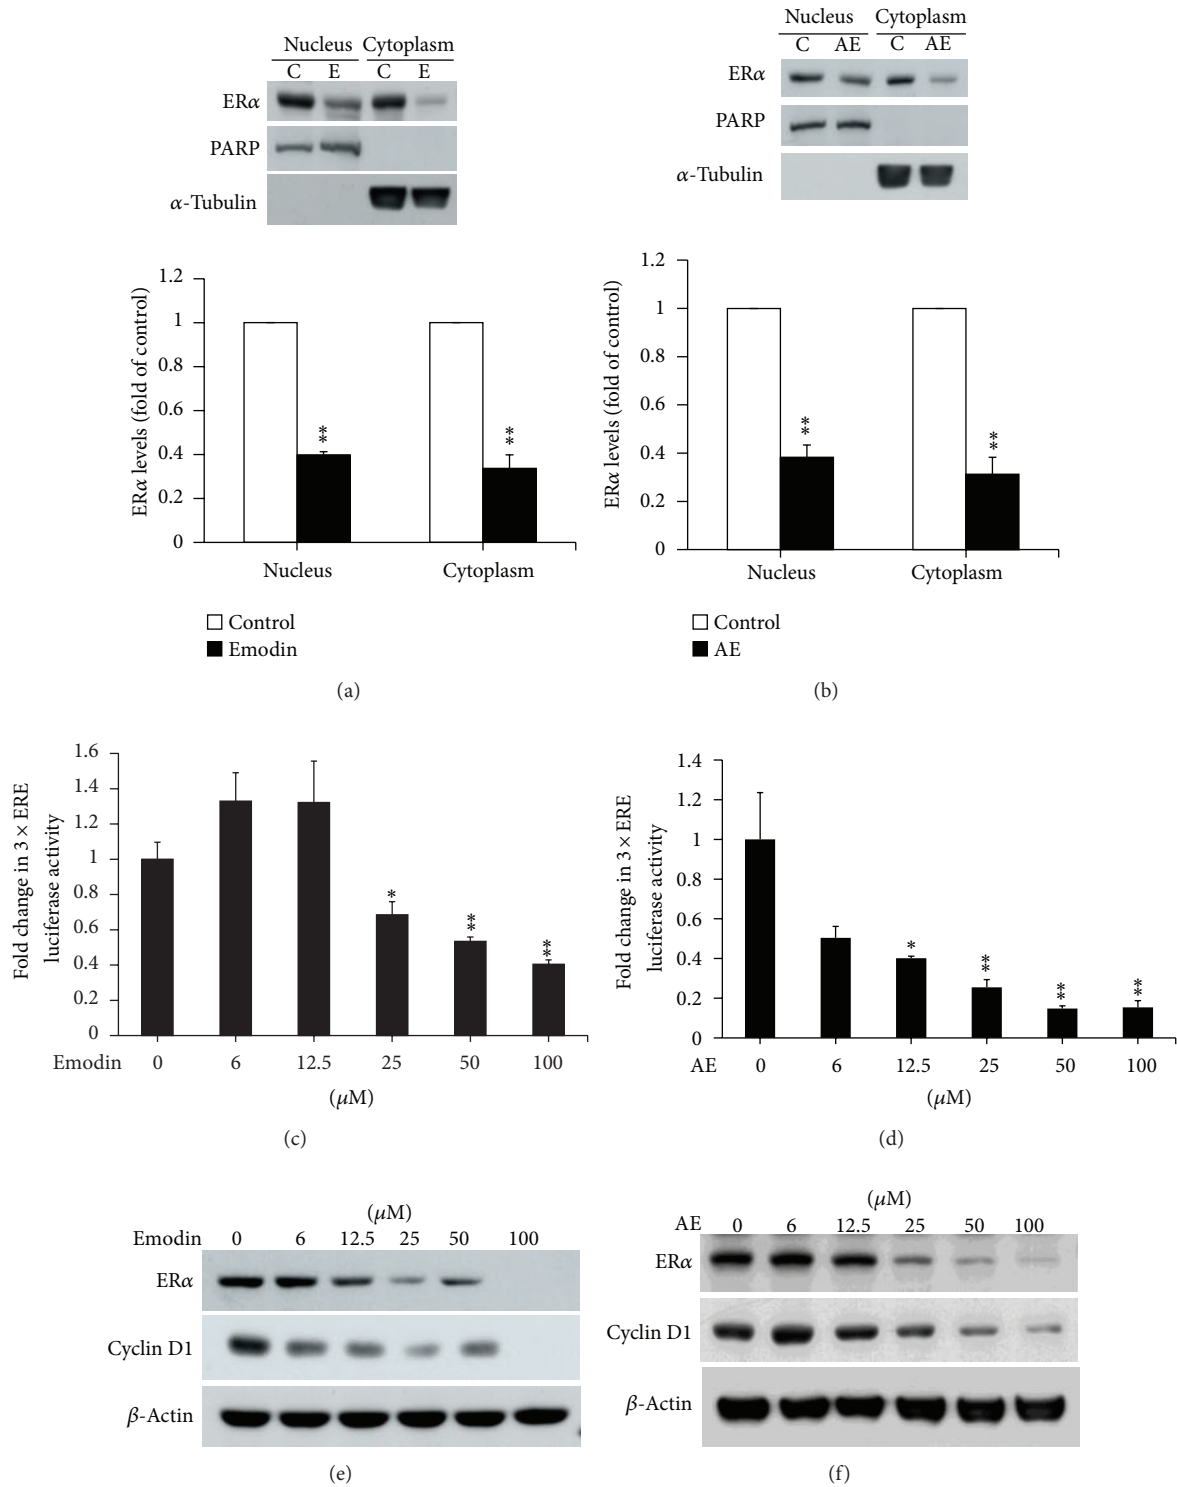 Nucleus Cytoplasm
C E C E
ERα
PARP
α-Tubulin
ERα levels (fold of control)
1.2
1
0.8
0.6
0.4
0.2
0
**
**
Nucleus Cytoplasm
Control
Emodin
(a)
Nucleus Cytoplasm
C AE C AE
ERα
PARP
α-Tubulin
ERα levels (fold of control)
1.2
1
0.8
0.6
0.4
0.2
0
**
**
Nucleus Cytoplasm
Control
AE
(b)
Fold change in 3 × ERE
luciferase activity
1.6
1.4
1.2
1
0.8
0.6
0.4
0.2
0
*
**
**
Emodin 0 6 12.5 25 50 100
(μM)
(c)
Fold change in 3 × ERE
luciferase activity
1.4
1.2
1
0.8
0.6
0.4
0.2
0
*
**
**
**
AE 0 6 12.5 25 50 100
(μM)
(d)
(μM)
Emodin 0 6 12.5 25 50 100
ERα
Cyclin D1
β-Actin
(e)
(μM)
AE 0 6 12.5 25 50 100
ERα
Cyclin D1
β-Actin
(f)